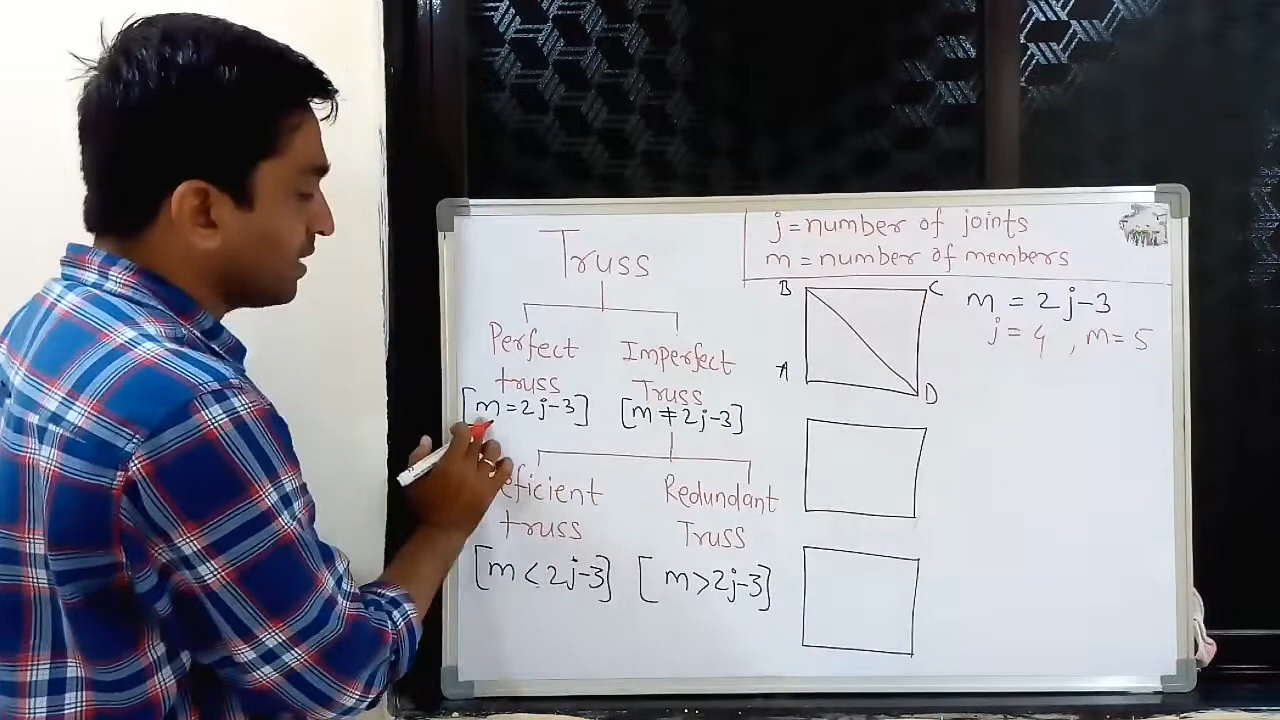 j = number of joints
m = number of members
Truss
Perfect
truss
[m = 2j-3]
Imperfect
Truss
[m ≠ 2j-3]
eficient
truss
[m < 2j-3]
Redundant
Truss
[m > 2j-3]
B
C
A
D
m = 2j-3
j = 4, m = 5